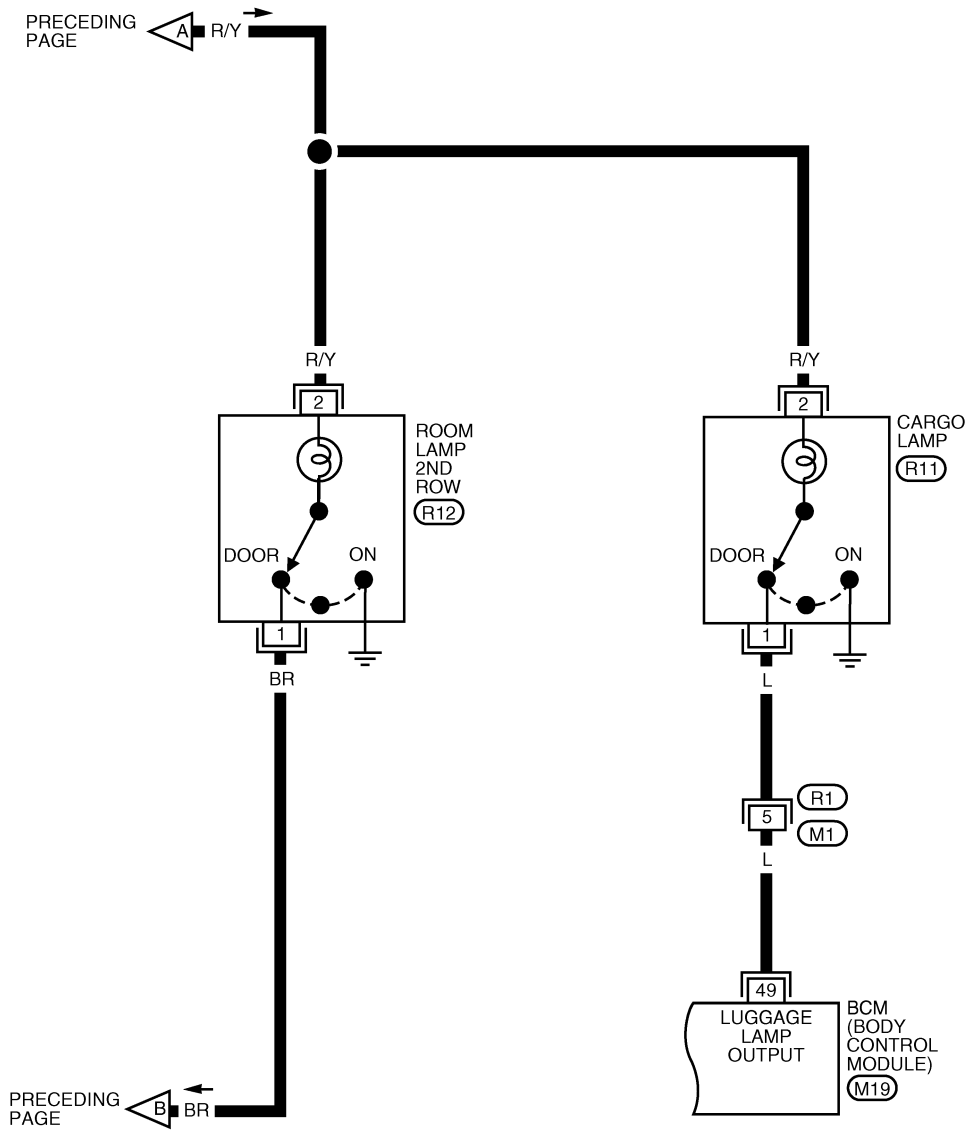 PRECEDING
PAGE
A
R/Y
R/Y
R/Y
2
2
ROOM
LAMP
2ND
ROW
R12
CARGO
LAMP
R11
DOOR
ON
DOOR
ON
1
1
BR
L
R1
5
M1
L
49
LUGGAGE
LAMP
OUTPUT
BCM
(BODY
CONTROL
MODULE)
M19
PRECEDING
PAGE
B
BR